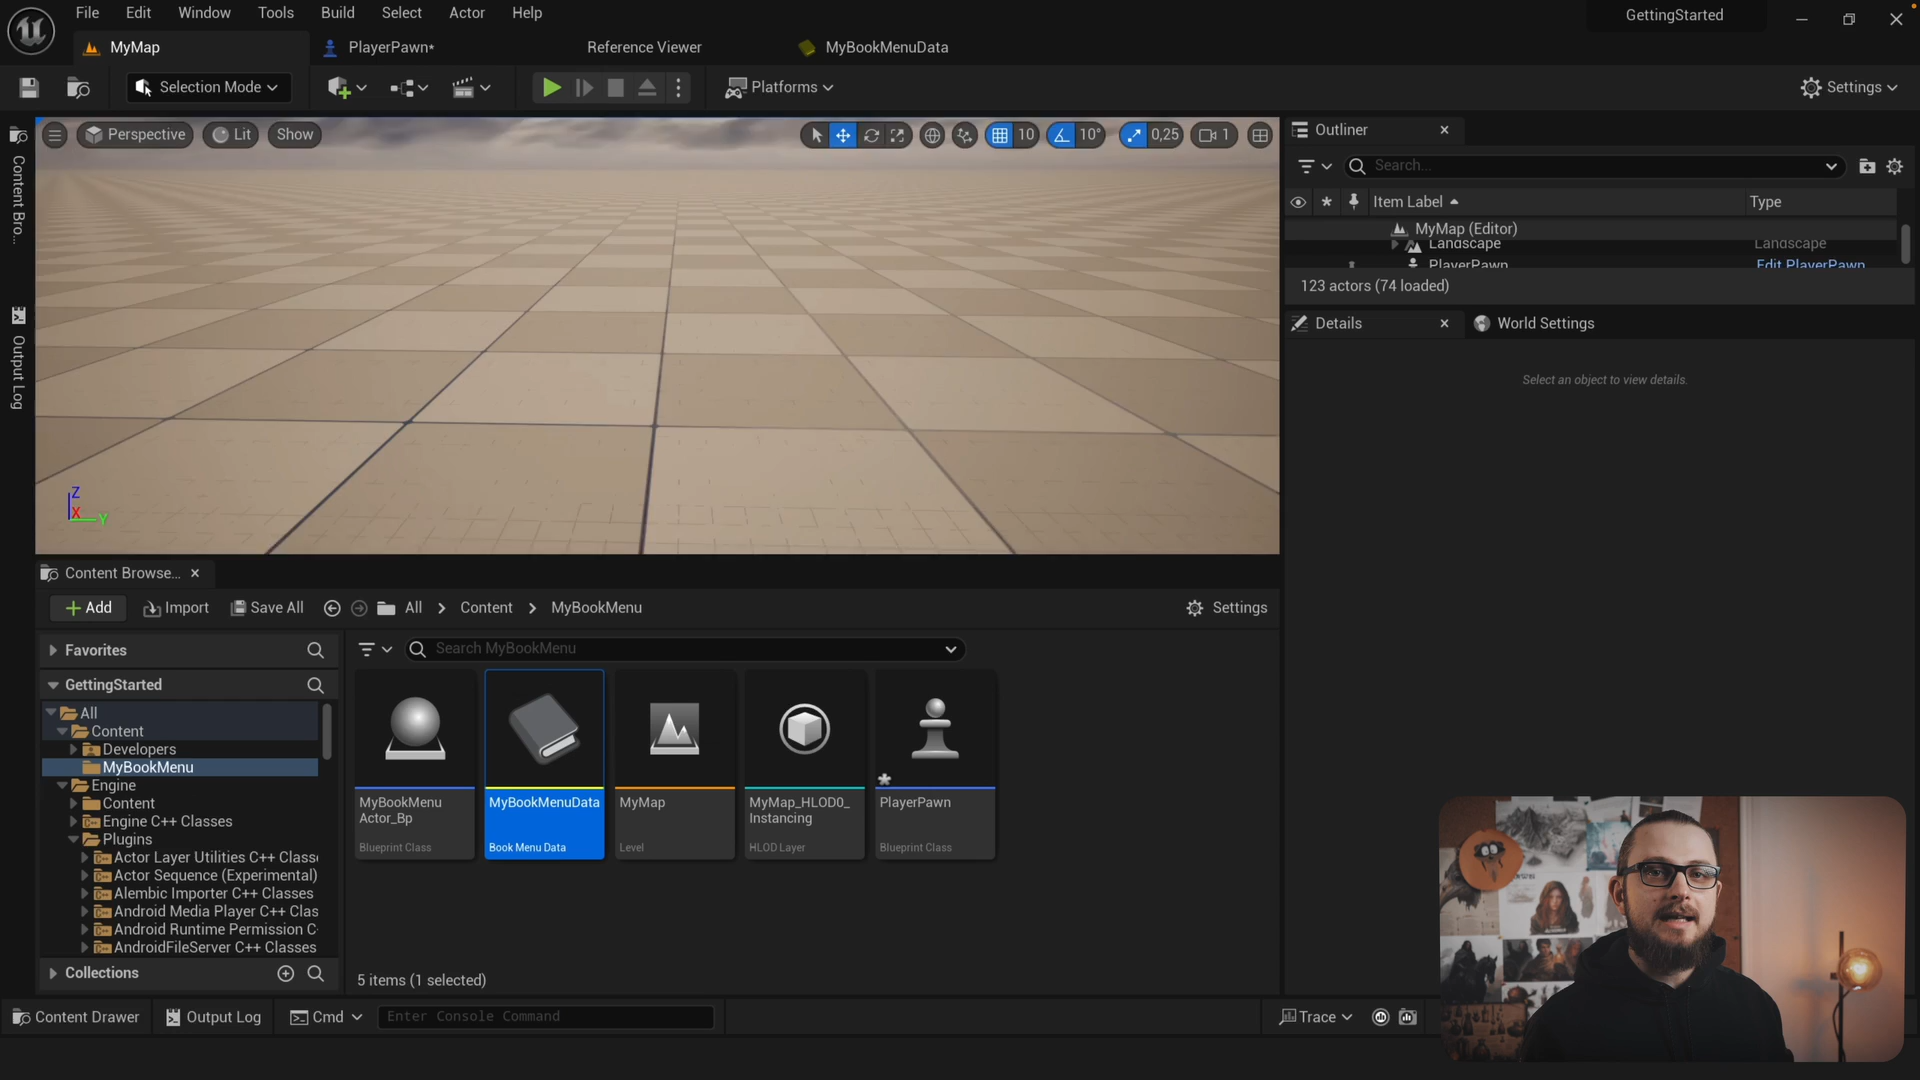 File Edit Window Tools Build Select Actor Help
GettingStarted
MyMap
PlayerPawn*
Reference Viewer
MyBookMenuData
Selection Mode
Platforms
Settings
Perspective
Lit
Show
10
10°
0,25
1
Content Bro...
Output Log
Z
X
Y
Outliner
Search...
Item Label
Type
MyMap (Editor)
Landscape
Landscape
PlayerPawn
Edit PlayerPawn
123 actors (74 loaded)
Details
World Settings
Select an object to view details.
Content Browse...
Add
Import
Save All
All
Content
MyBookMenu
Settings
Favorites
GettingStarted
All
Content
Developers
MyBookMenu
Engine
Content
Engine C++ Classes
Plugins
Actor Layer Utilities C++ Class
Actor Sequence (Experimental)
Alembic Importer C++ Classes
Android Media Player C++ Clas
Android Runtime Permission C
AndroidFileServer C++ Classes
Collections
Search MyBookMenu
MyBookMenu
Actor_Bp
Blueprint Class
MyBookMenuData
Book Menu Data
MyMap
Level
MyMap_HLOD0_
Instancing
HLOD Layer
PlayerPawn
Blueprint Class
5 items (1 selected)
Content Drawer
Output Log
Cmd
Enter Console Command
Trace